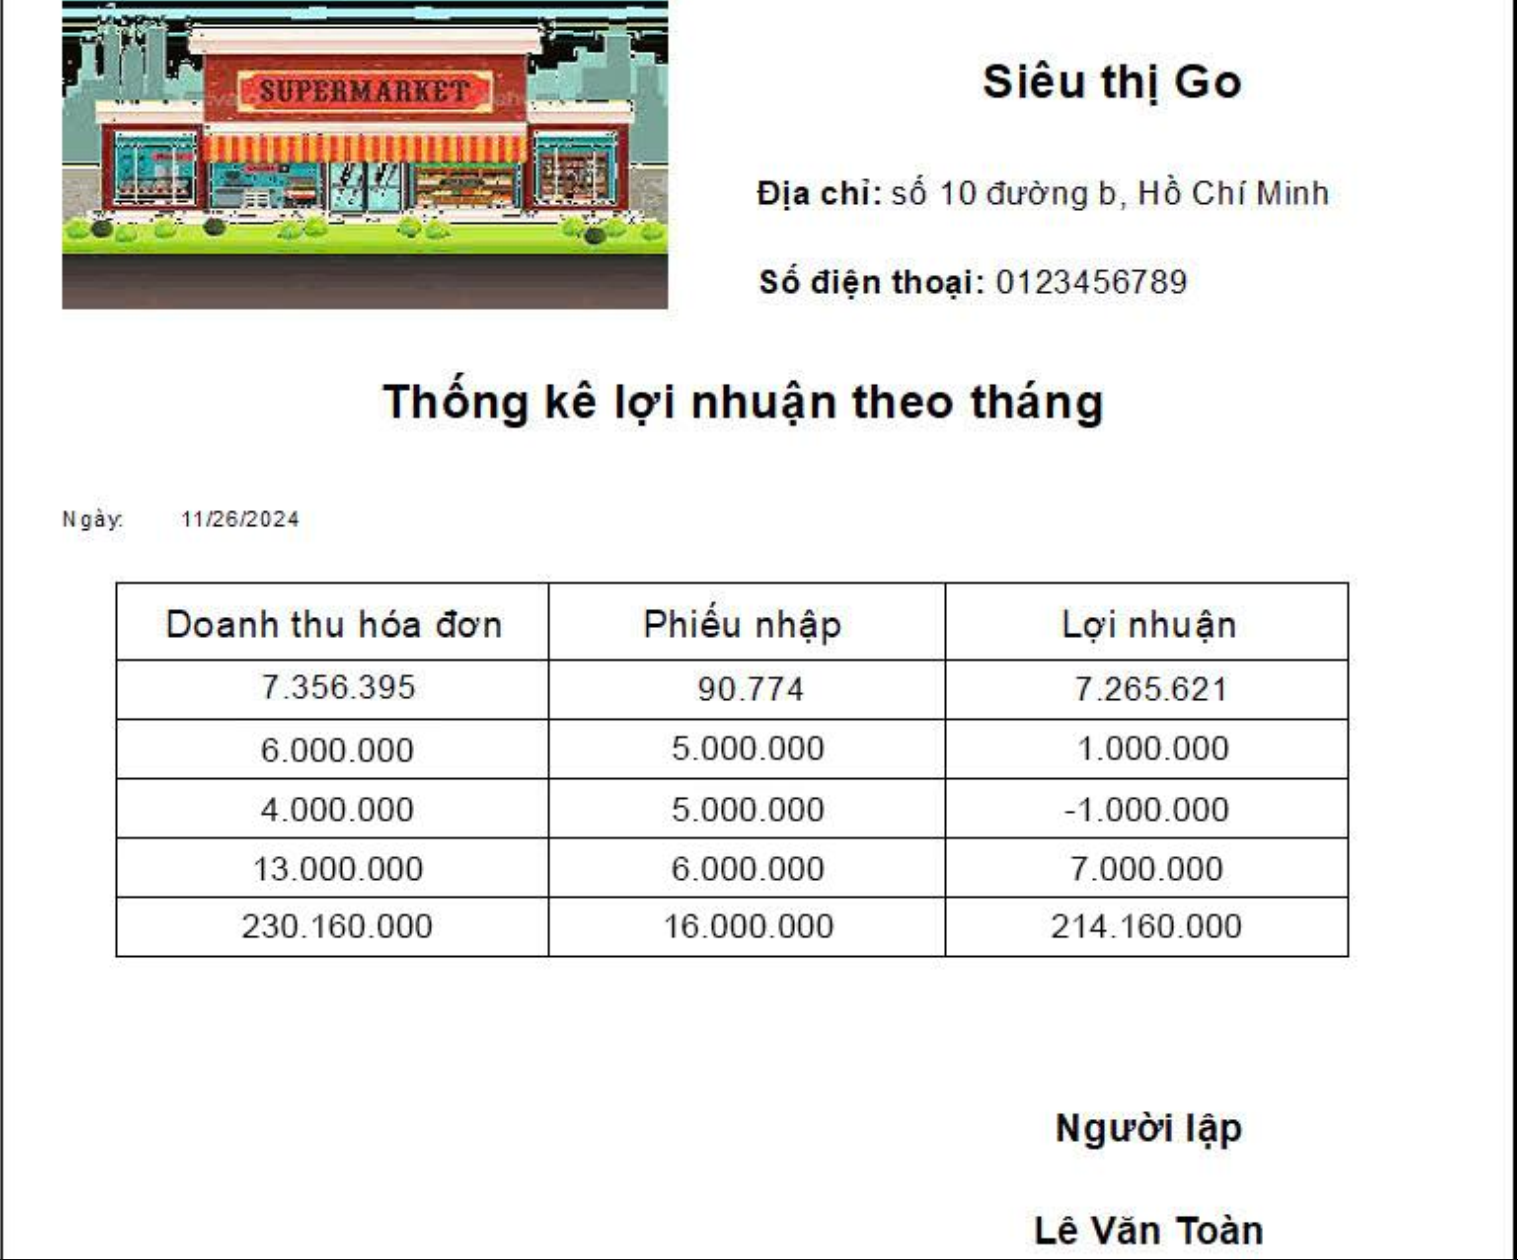 SUPERMARKET
Siêu thị Go
Địa chỉ: số 10 đường b, Hồ Chí Minh
Số điện thoại: 0123456789
Thống kê lợi nhuận theo tháng
Ngày: 11/26/2024
Doanh thu hóa đơn Phiếu nhập Lợi nhuận
7.356.395 90.774 7.265.621
6.000.000 5.000.000 1.000.000
4.000.000 5.000.000 -1.000.000
13.000.000 6.000.000 7.000.000
230.160.000 16.000.000 214.160.000
Người lập
Lê Văn Toàn